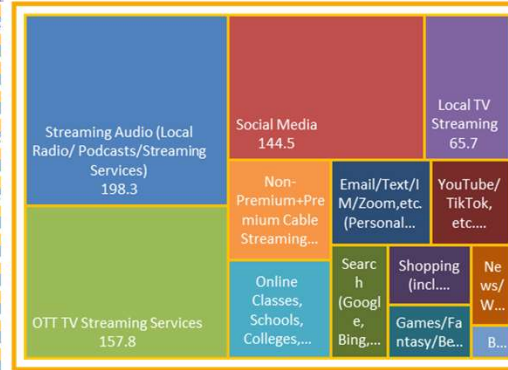 Streaming Audio (Local
Radio/ Podcasts/Streaming
Services)
198.3
OTT TV Streaming Services
157.8
Social Media
144.5
Local TV
Streaming
65.7
Non-
Premium+Pre
mium Cable
Streaming...
Email/Text/I
M/Zoom,etc.
(Personal...
YouTube/
TikTok,
etc....
Online
Classes,
Schools,
Colleges,...
Searc
h
(Googl
e,
Bing,...
Shopping
(incl....
Games/Fa
ntasy/Be...
Ne
ws/
W...
B...